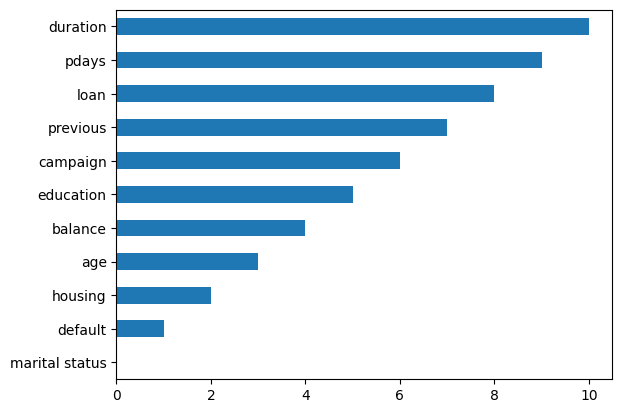 duration
pdays
loan
previous
campaign
education
balance
age
housing
default
marital status
0 2 4 6 8 10